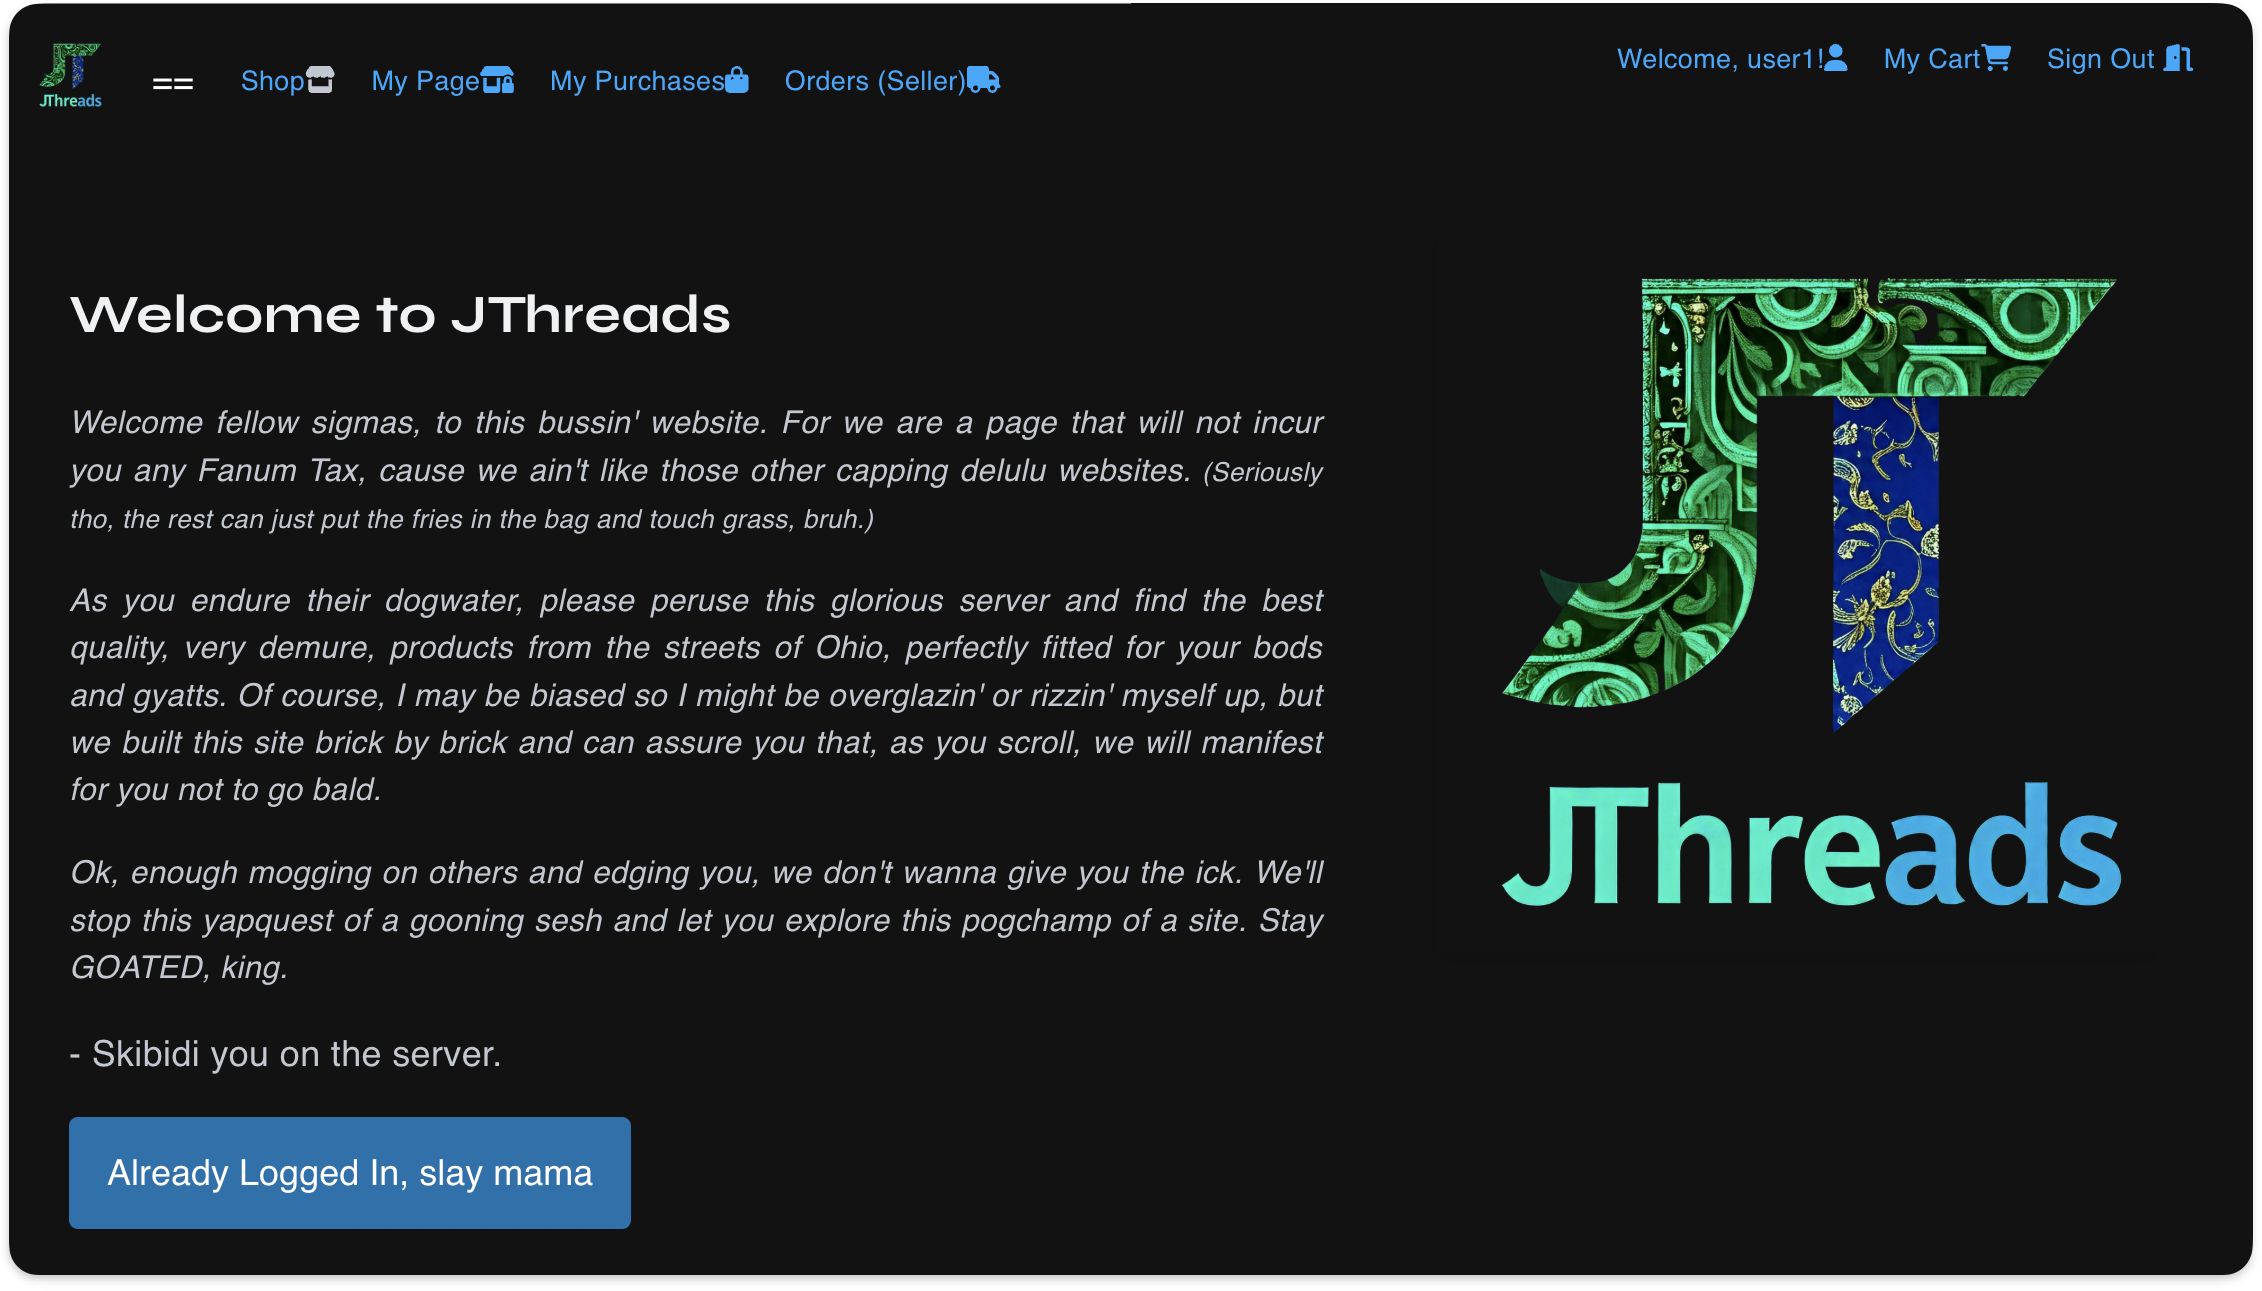 JThreads
==
Shop
My Page
My Purchases
Orders (Seller)
Welcome, user1!
My Cart
Sign Out
Welcome to JThreads
Welcome fellow sigmas, to this bussin' website. For we are a page that will not incur
you any Fanum Tax, cause we ain't like those other capping delulu websites. (Seriously
tho, the rest can just put the fries in the bag and touch grass, bruh.)
As you endure their dogwater, please peruse this glorious server and find the best
quality, very demure, products from the streets of Ohio, perfectly fitted for your bods
and gyatts. Of course, I may be biased so I might be overglazin' or rizzin' myself up, but
we built this site brick by brick and can assure you that, as you scroll, we will manifest
for you not to go bald.
Ok, enough mogging on others and edging you, we don't wanna give you the ick. We'll
stop this yapquest of a gooning sesh and let you explore this pogchamp of a site. Stay
GOATED, king.
- Skibidi you on the server.
Already Logged In, slay mama
JT
JThreads